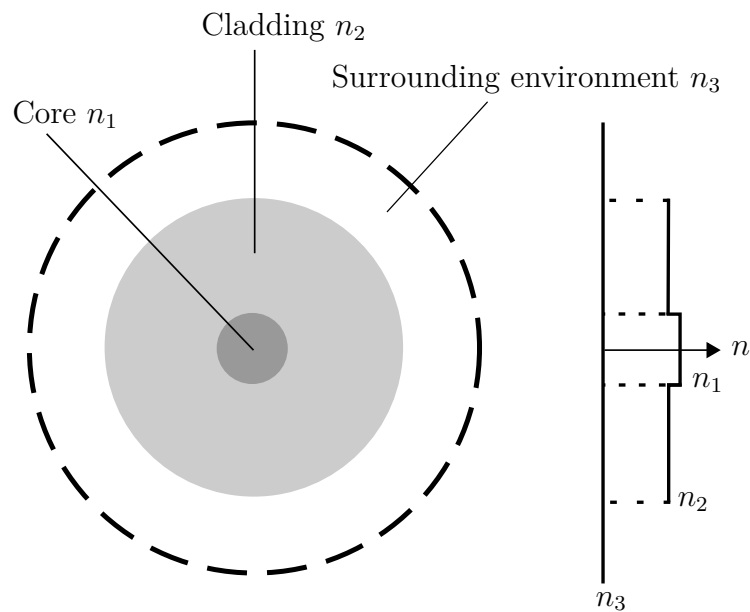 Cladding n₂
Surrounding environment n₃
Core n₁
n
n₁
n₂
n₃